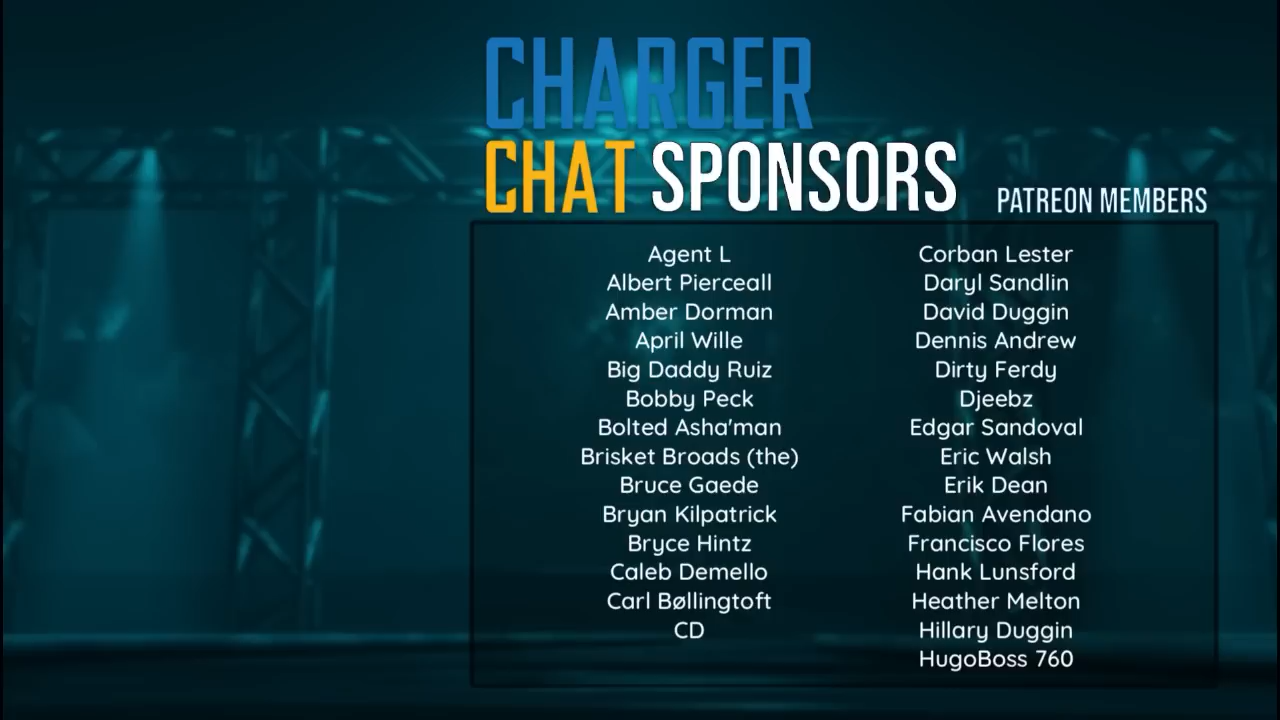 CHARGER
CHAT SPONSORS
PATREON MEMBERS
Agent L
Albert Pierceall
Amber Dorman
April Wille
Big Daddy Ruiz
Bobby Peck
Bolted Asha'man
Brisket Broads (the)
Bruce Gaede
Bryan Kilpatrick
Bryce Hintz
Caleb Demello
Carl Bøllingtoft
CD
Corban Lester
Daryl Sandlin
David Duggin
Dennis Andrew
Dirty Ferdy
Djeebz
Edgar Sandoval
Eric Walsh
Erik Dean
Fabian Avendano
Francisco Flores
Hank Lunsford
Heather Melton
Hillary Duggin
HugoBoss 760